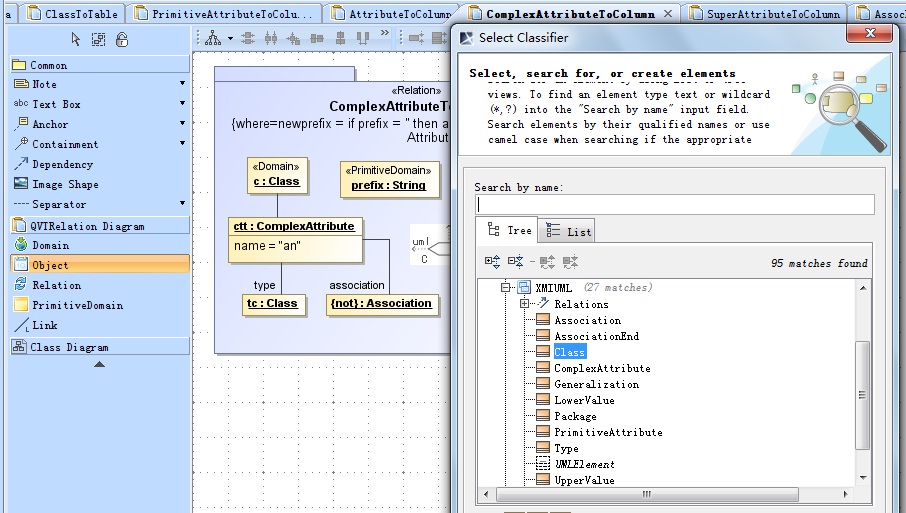 ClassToTable
PrimitiveAttributeToColu...
AttributeToColumn
ComplexAttributeToColumn
SuperAttributeToColumn
Assoc
Select Classifier
Select, search for, or create elements
views. To find an element type text or wildcard
(*,?) into the "Search by name" input field.
Search elements by their qualified names or use
camel case when searching if the appropriate
Search by name:
Tree
List
95 matches found
XMIUML (27 matches)
Relations
Association
AssociationEnd
Class
ComplexAttribute
Generalization
LowerValue
Package
PrimitiveAttribute
Type
UMLElement
UpperValue
Common
Note
abc Text Box
Anchor
Containment
Dependency
Image Shape
Separator
QVTRelation Diagram
Domain
Object
Relation
PrimitiveDomain
Link
Class Diagram
«Relation»
ComplexAttributeTo
{where=newprefix = if prefix = '' then a
Attribut
«Domain»
c : Class
«PrimitiveDomain»
prefix : String
ctt : ComplexAttribute
name = "an"
uml
C
type
association
tc : Class
{not} : Association